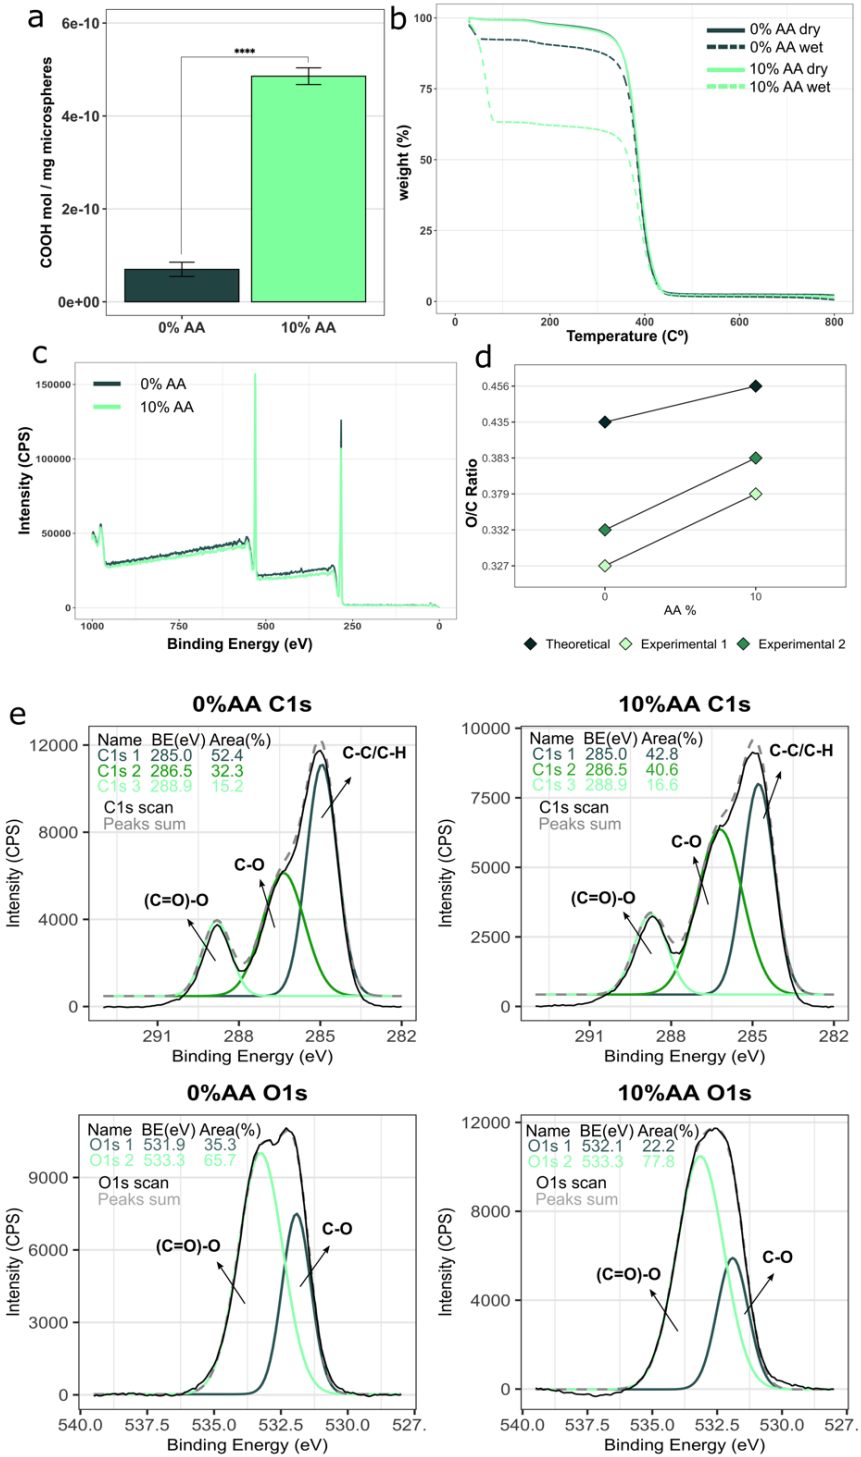 a
COOH mol / mg microspheres
6e-10
4e-10
2e-10
0e+00
****
0% AA
10% AA
b
weight (%)
100
75
50
25
0
0% AA dry
0% AA wet
10% AA dry
10% AA wet
0
200
400
600
800
Temperature (Cº)
c
Intensity (CPS)
150000
100000
50000
0
0% AA
10% AA
1000
750
500
250
0
Binding Energy (eV)
d
O/C Ratio
0.456
0.435
0.383
0.379
0.332
0.327
0
10
AA %
Theoretical
Experimental 1
Experimental 2
e
0%AA C1s
Intensity (CPS)
12000
8000
4000
0
Name BE(eV) Area(%)
C1s 1 285.0 52.4
C1s 2 286.5 32.3
C1s 3 288.9 15.2
C1s scan
Peaks sum
C-C/C-H
C-O
(C=O)-O
291
288
285
282
Binding Energy (eV)
10%AA C1s
Intensity (CPS)
10000
7500
5000
2500
0
Name BE(eV) Area(%)
C1s 1 285.0 42.8
C1s 2 286.5 40.6
C1s 3 288.9 16.6
C1s scan
Peaks sum
C-C/C-H
C-O
(C=O)-O
291
288
285
282
Binding Energy (eV)
0%AA O1s
Intensity (CPS)
9000
6000
3000
0
Name BE(eV) Area(%)
O1s 1 531.9 35.3
O1s 2 533.3 65.7
O1s scan
Peaks sum
(C=O)-O
C-O
540.0
537.5
535.0
532.5
530.0
527.
Binding Energy (eV)
10%AA O1s
Intensity (CPS)
12000
8000
4000
0
Name BE(eV) Area(%)
O1s 1 532.1 22.2
O1s 2 533.3 77.8
O1s scan
Peaks sum
(C=O)-O
C-O
540.0
537.5
535.0
532.5
530.0
527.
Binding Energy (eV)